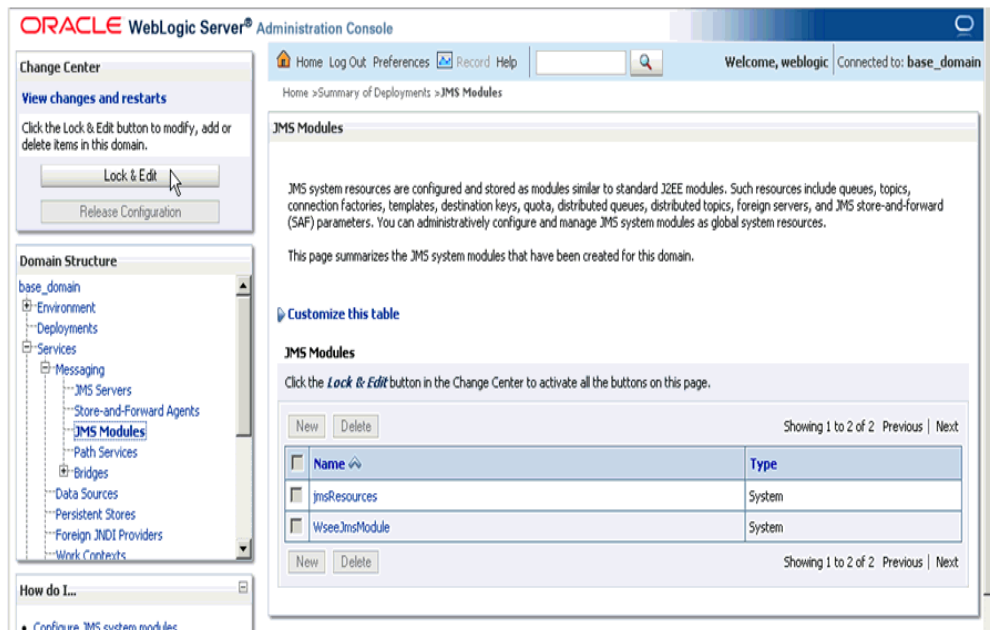 ORACLE WebLogic Server® Administration Console
Change Center
View changes and restarts
Click the Lock & Edit button to modify, add or
delete items in this domain.
Lock & Edit
Release Configuration
Domain Structure
base_domain
Environment
Deployments
Services
Messaging
JMS Servers
Store-and-Forward Agents
JMS Modules
Path Services
Bridges
Data Sources
Persistent Stores
Foreign JNDI Providers
Work Contexts
How do I...
Configure JMS system modules
Home Log Out Preferences Record Help
Welcome, weblogic Connected to: base_domain
Home >Summary of Deployments >JMS Modules
JMS Modules
JMS system resources are configured and stored as modules similar to standard J2EE modules. Such resources include queues, topics,
connection factories, templates, destination keys, quota, distributed queues, distributed topics, foreign servers, and JMS store-and-forward
(SAF) parameters. You can administratively configure and manage JMS system modules as global system resources.
This page summarizes the JMS system modules that have been created for this domain.
Customize this table
JMS Modules
Click the Lock & Edit button in the Change Center to activate all the buttons on this page.
New Delete Showing 1 to 2 of 2 Previous | Next
Name Type
jmsResources System
WseeJmsModule System
New Delete Showing 1 to 2 of 2 Previous | Next